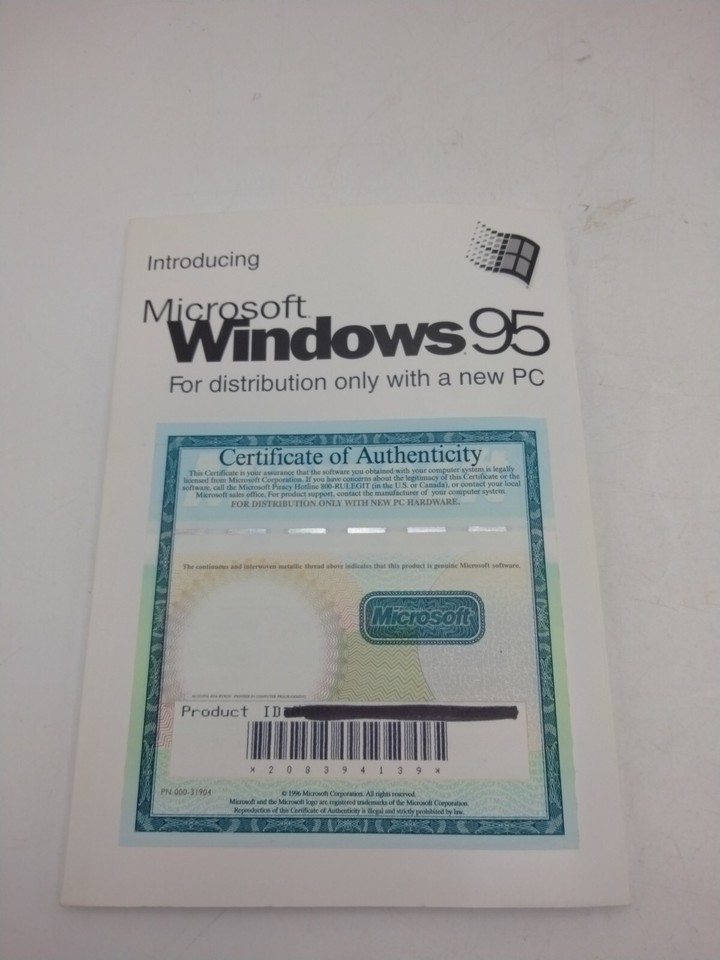 Introducing
Microsoft
Windows 95
For distribution only with a new PC
Certificate of Authenticity
This Certificate is your assurance that the software you obtained with your computer system is legally
licensed from Microsoft Corporation. If you have concerns about the legitimacy of this Certificate or the
software, call the Microsoft Piracy Hotline 800-RULEGIT (in the U.S. or Canada), or contact your local
Microsoft sales office. For product support, contact the manufacturer of your computer system.
FOR DISTRIBUTION ONLY WITH NEW PC HARDWARE.
The continuous and interwoven metallic thread above indicates that this product is genuine Microsoft software.
Microsoft
Product ID:
* 2 0 8 3 9 4 1 3 9 *
PN 000-31904
© 1996 Microsoft Corporation. All rights reserved.
Microsoft and the Microsoft logo are registered trademarks of the Microsoft Corporation.
Reproduction of this Certificate of Authenticity is illegal and strictly prohibited by law.